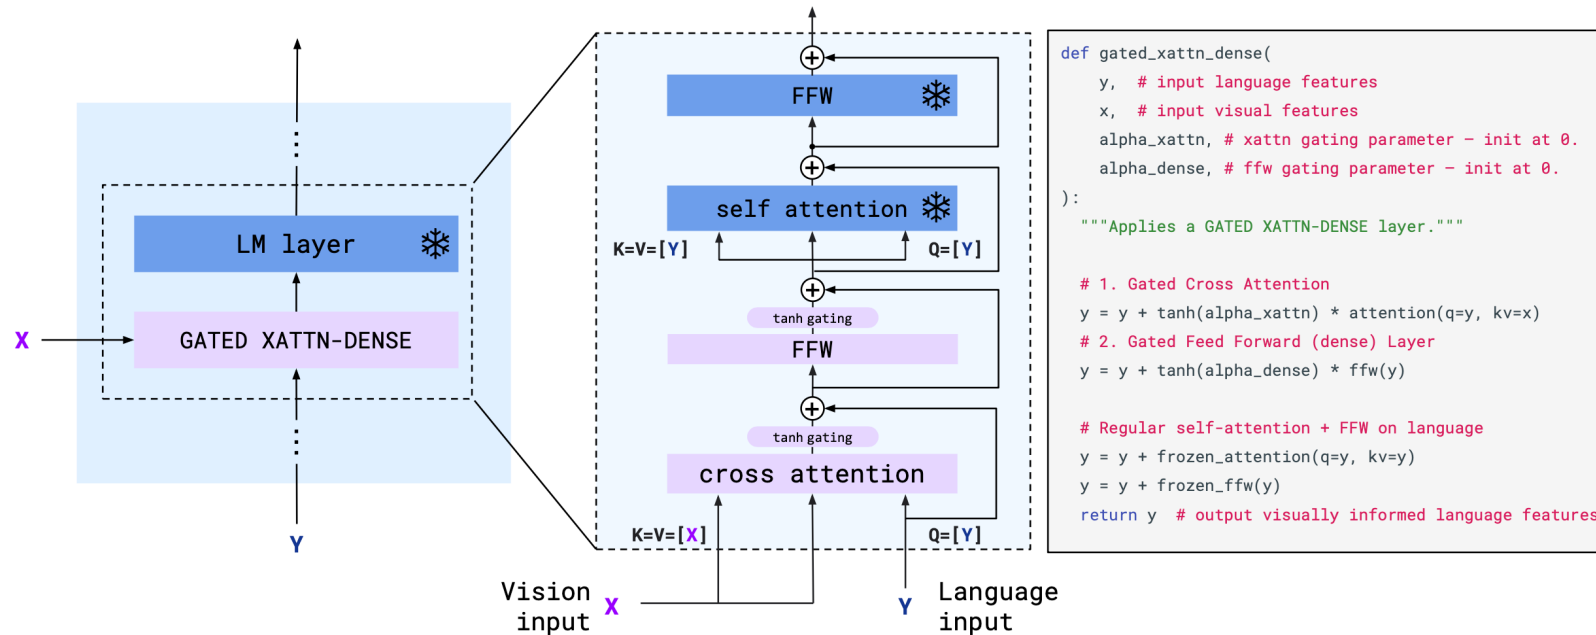 LM layer
X
GATED XATTN-DENSE
Y
FFW
self attention
K=V=[Y]
Q=[Y]
tanh gating
FFW
tanh gating
cross attention
K=V=[X]
Q=[Y]
Vision
input
X
Y
Language
input
def gated_xattn_dense(
y, # input language features
x, # input visual features
alpha_xattn, # xattn gating parameter – init at 0.
alpha_dense, # ffw gating parameter – init at 0.
):
"""Applies a GATED XATTN-DENSE layer."""
# 1. Gated Cross Attention
y = y + tanh(alpha_xattn) * attention(q=y, kv=x)
# 2. Gated Feed Forward (dense) Layer
y = y + tanh(alpha_dense) * ffw(y)
# Regular self-attention + FFW on language
y = y + frozen_attention(q=y, kv=y)
y = y + frozen_ffw(y)
return y # output visually informed language features